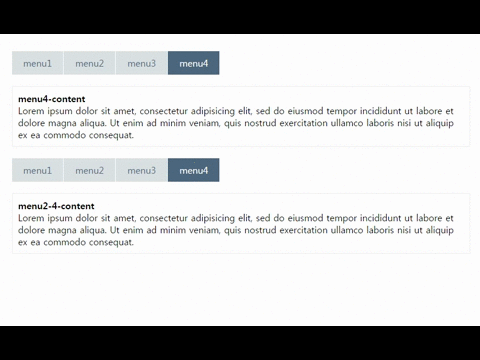 menu1 menu2 menu3 menu4
menu4-content
Lorem ipsum dolor sit amet, consectetur adipisicing elit, sed do eiusmod tempor incididunt ut labore et
dolore magna aliqua. Ut enim ad minim veniam, quis nostrud exercitation ullamco laboris nisi ut aliquip
ex ea commodo consequat.
menu1 menu2 menu3 menu4
menu2-4-content
Lorem ipsum dolor sit amet, consectetur adipisicing elit, sed do eiusmod tempor incididunt ut labore et
dolore magna aliqua. Ut enim ad minim veniam, quis nostrud exercitation ullamco laboris nisi ut aliquip
ex ea commodo consequat.